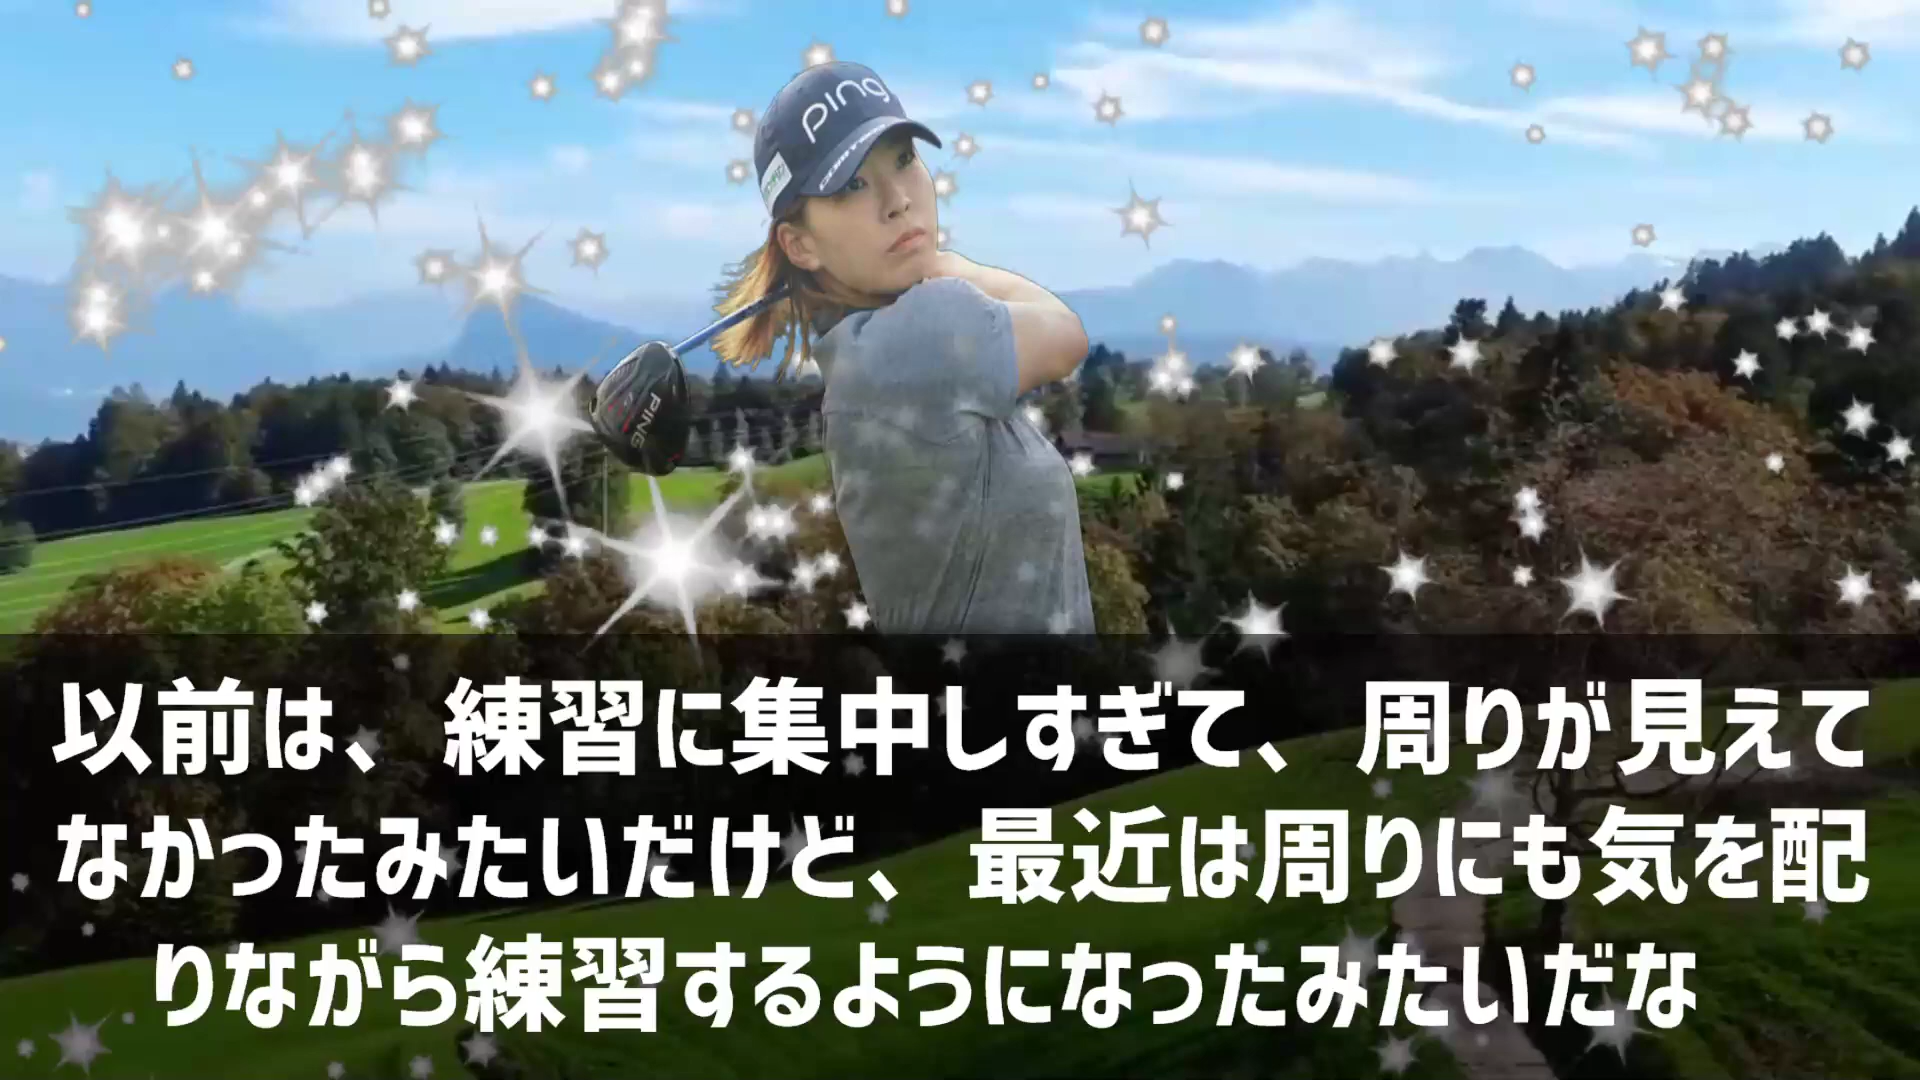 ping
PING
以前は、練習に集中しすぎて、周りが見えて
なかったみたいだけど、最近は周りにも気を配
りながら練習するようになったみたいだな